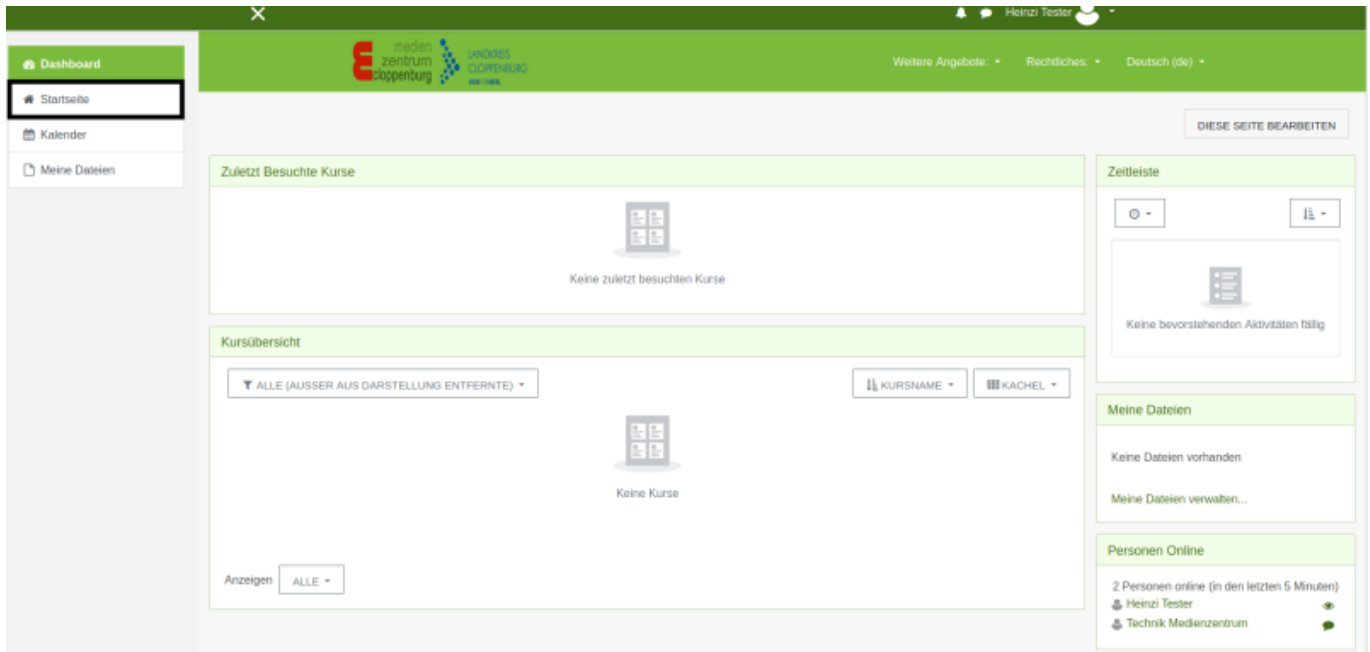 Heinzi Tester
Dashboard
Startseite
Kalender
Meine Dateien
medien
zentrum
cloppenburg
LANDKREIS
CLOPPENBURG
Weitere Angebote:
Rechtliches:
Deutsch (de)
DIESE SEITE BEARBEITEN
Zuletzt Besuchte Kurse
Keine zuletzt besuchten Kurse
Kursübersicht
ALLE (AUSSER AUS DARSTELLUNG ENTFERNTE)
KURSNAME
KACHEL
Keine Kurse
Anzeigen ALLE
Zeitleiste
Keine bevorstehenden Aktivitäten fällig
Meine Dateien
Keine Dateien vorhanden
Meine Dateien verwalten...
Personen Online
2 Personen online (in den letzten 5 Minuten)
Heinzi Tester
Technik Medienzentrum